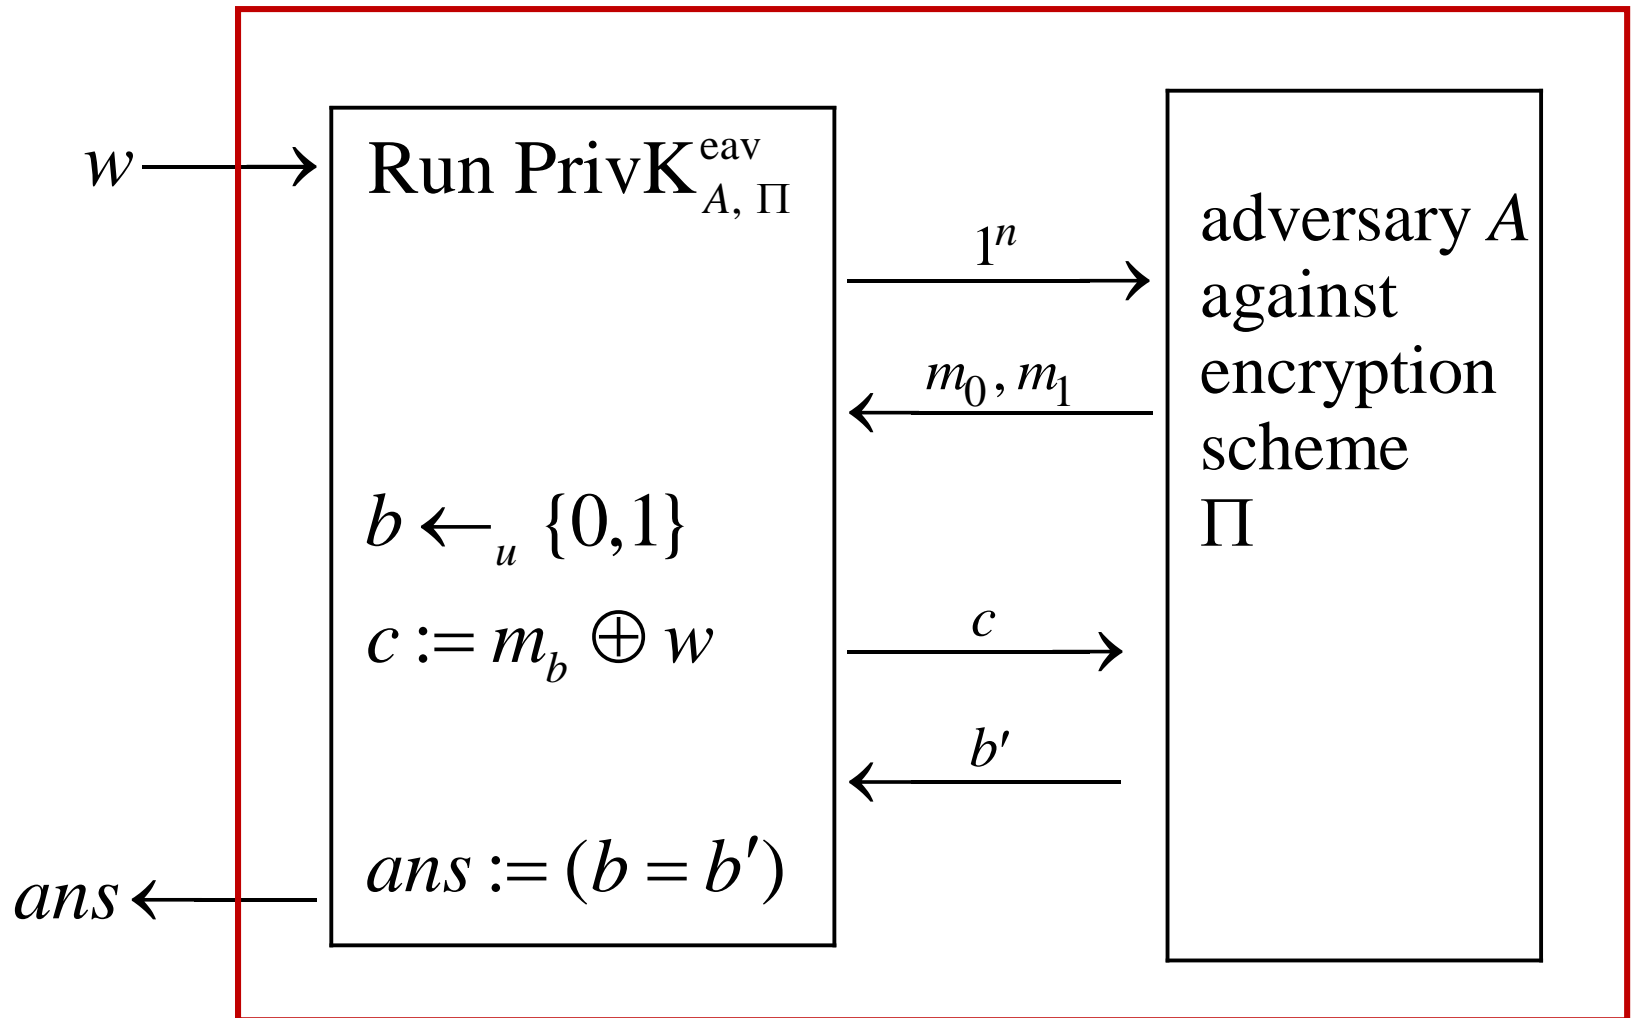 w
Run PrivK^eav_A, Π
1^n
adversary A
against
m_0, m_1
encryption
scheme
b ←_u {0,1}
Π
c
c := m_b ⊕ w
b′
ans := (b = b′)
ans